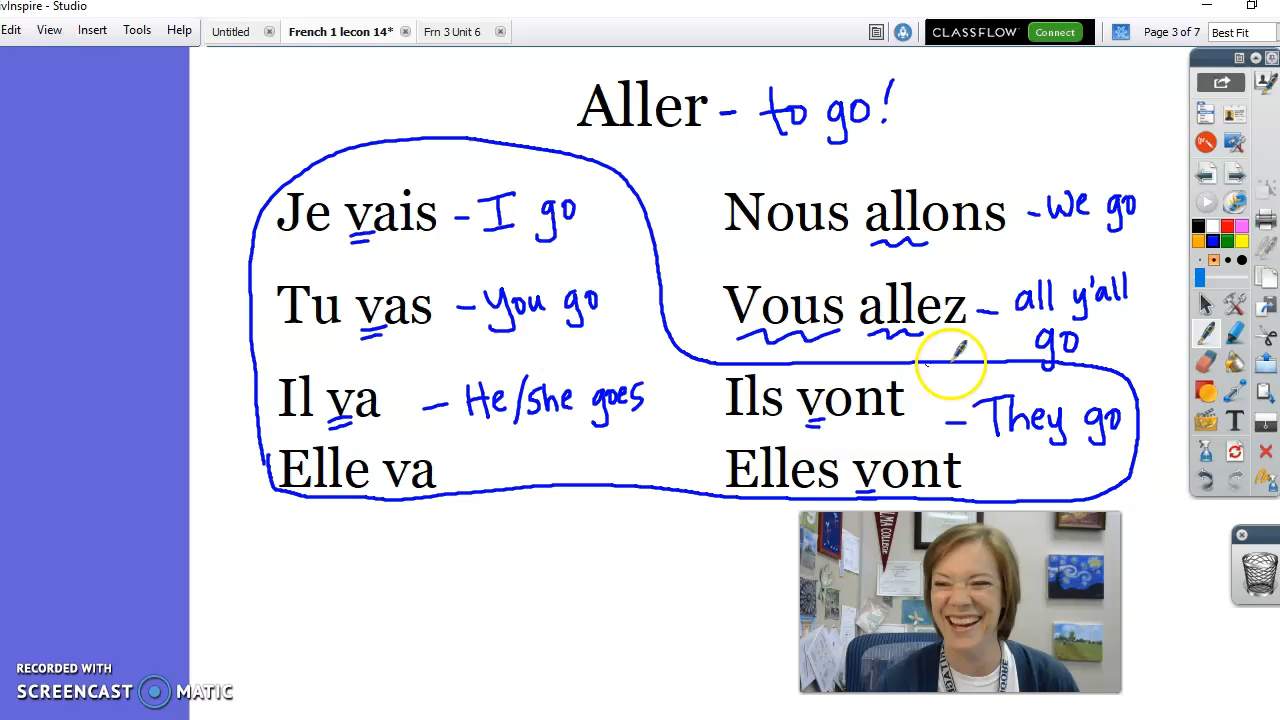 ivInspire - Studio
Edit View Insert Tools Help
Untitled French 1 lecon 14* Frn 3 Unit 6
CLASSFLOW Connect
Page 3 of 7 Best Fit
Aller - to go!
Je vais - I go
Tu vas - You go
Il va - He/she goes
Elle va
Nous allons - we go
Vous allez - all y'all
go
Ils vont
- They go
Elles vont
RECORDED WITH
SCREENCAST MATIC